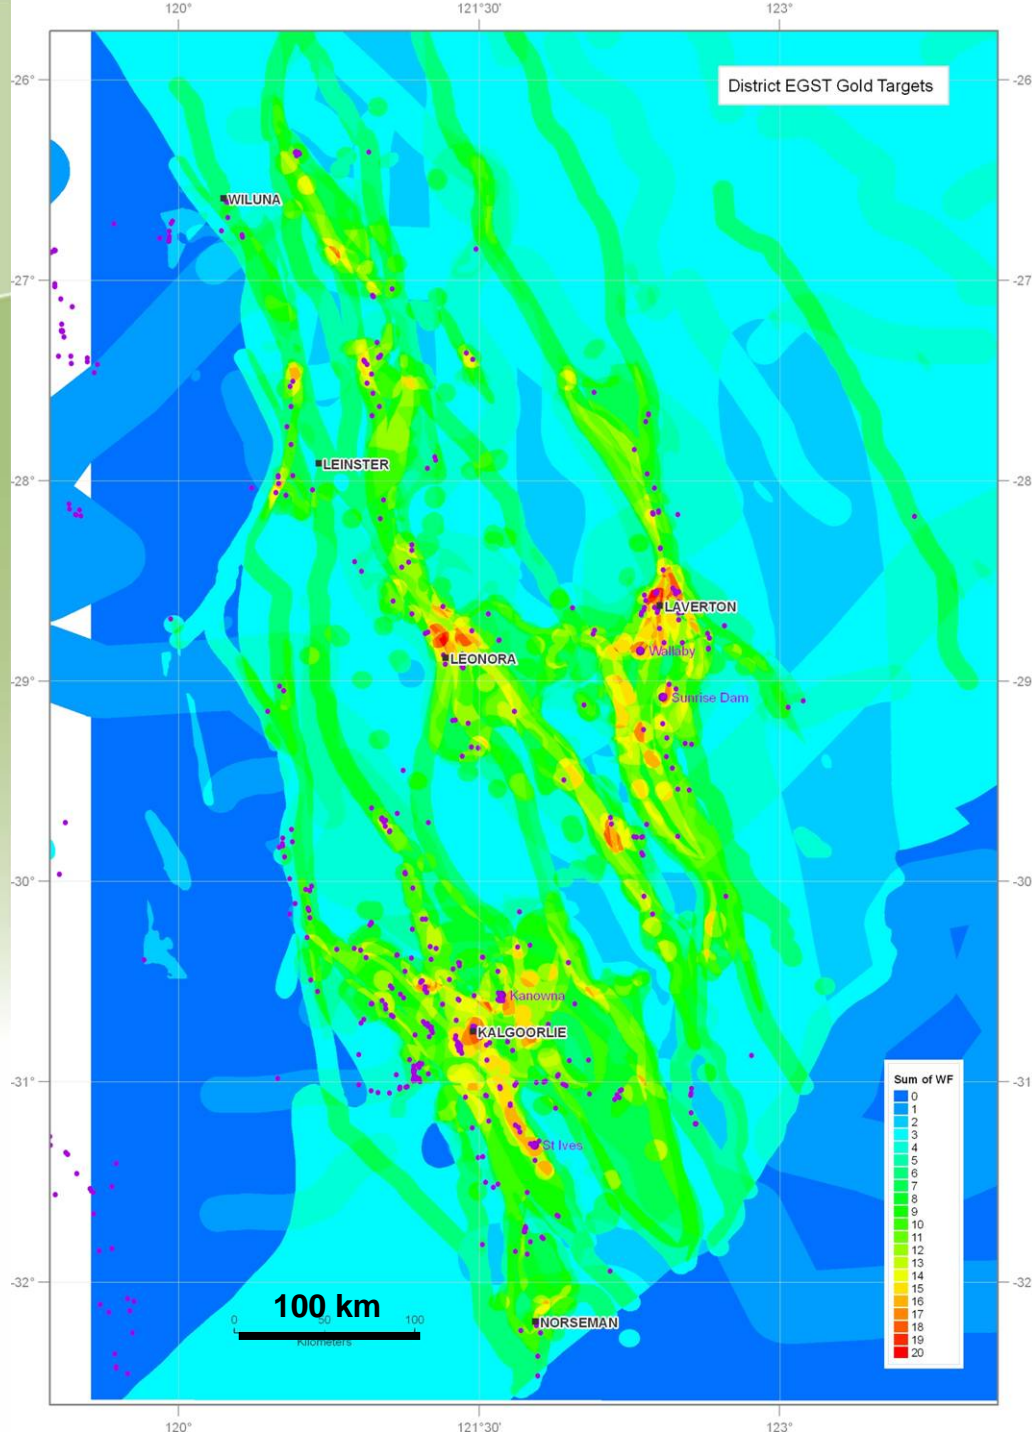 120°
121°30'
123°
-26°
-26
District EGST Gold Targets
WILUNA
-27°
-27
LEINSTER
-28°
-28
LAVERTON
Wallaby
LEONORA
-29°
-29
Sunrise Dam
-30°
-30
Kanowna
KALGOORLIE
-31°
-31
St Ives
Sum of WF
0
1
2
3
4
5
6
7
8
9
10
11
12
13
14
15
16
17
18
19
20
-32°
-32
100 km
0 50 100
Kilometers
NORSEMAN
120°
121°30'
123°